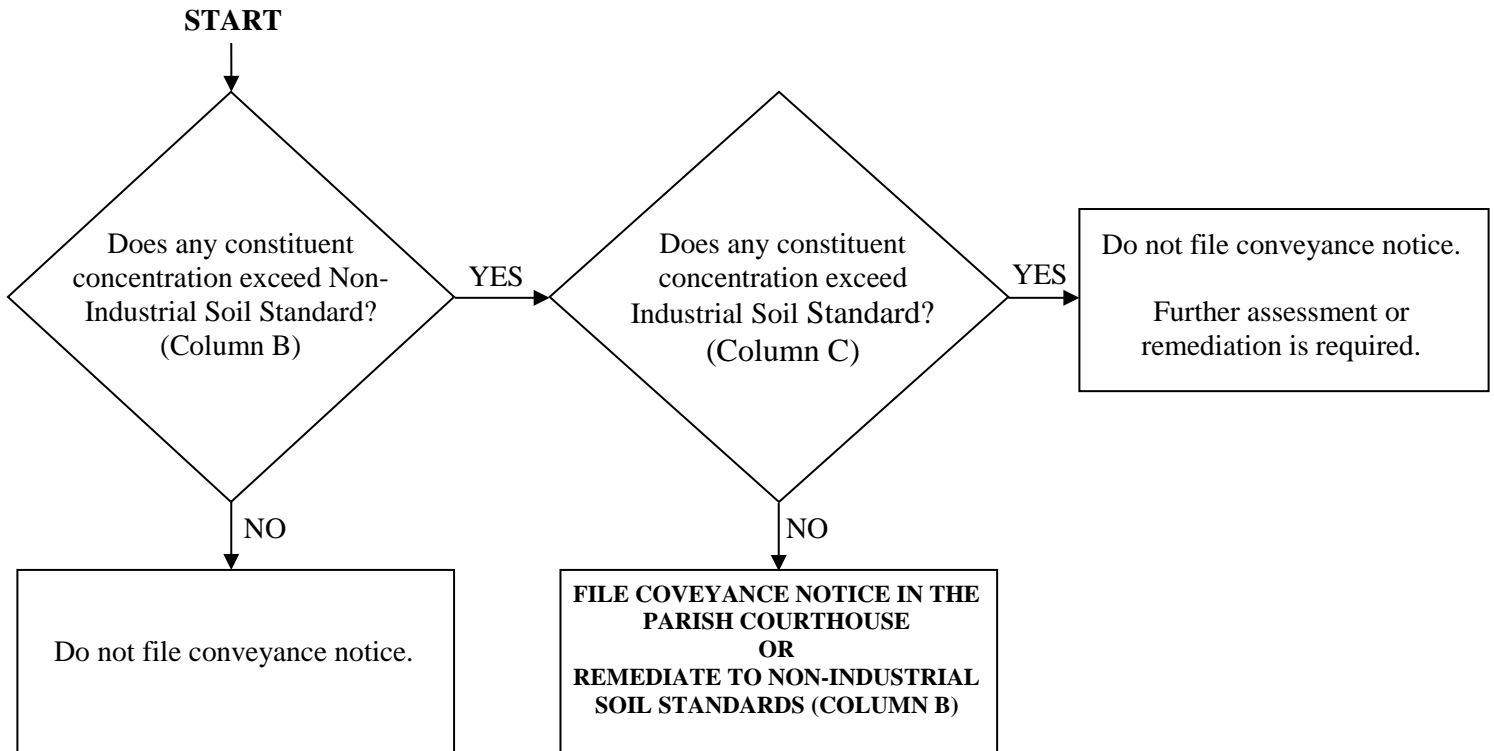 START
Does any constituent
concentration exceed Non-
Industrial Soil Standard?
(Column B)
YES
Does any constituent
concentration exceed
Industrial Soil Standard?
(Column C)
YES
Do not file conveyance notice.
Further assessment or
remediation is required.
NO
NO
Do not file conveyance notice.
FILE COVEYANCE NOTICE IN THE
PARISH COURTHOUSE
OR
REMEDIATE TO NON-INDUSTRIAL
SOIL STANDARDS (COLUMN B)